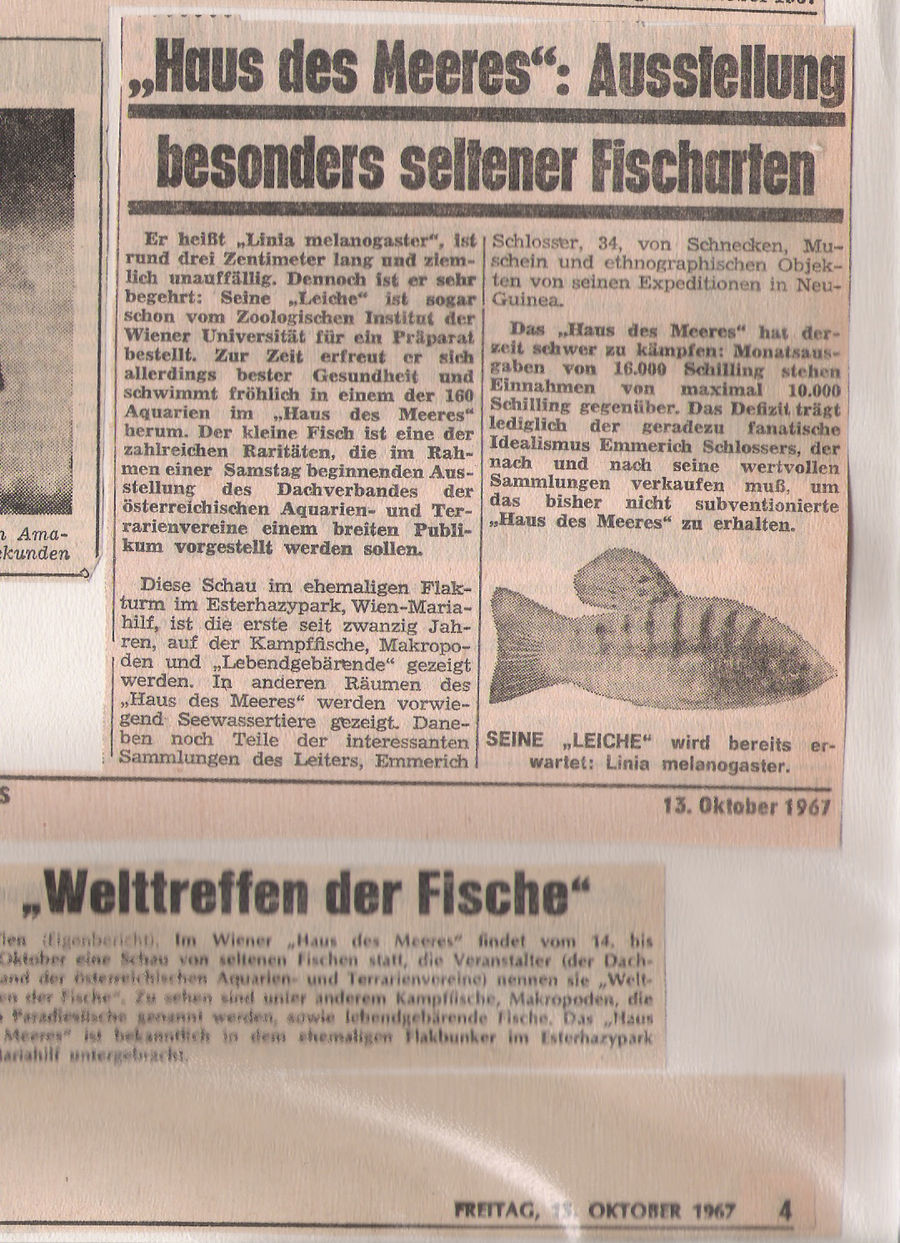 „Haus des Meeres“: Ausstellung
besonders seltener Fischarten
Er heißt „Linia melanogaster“, ist
rund drei Zentimeter lang und ziem-
lich unauffällig. Dennoch ist er sehr
begehrt: Seine „Leiche“ ist sogar
schon vom Zoologischen Institut der
Wiener Universität für ein Präparat
bestellt. Zur Zeit erfreut er sich
allerdings bester Gesundheit und
schwimmt fröhlich in einem der 160
Aquarien im „Haus des Meeres“
herum. Der kleine Fisch ist eine der
zahlreichen Raritäten, die im Rah-
men einer Samstag beginnenden Aus-
stellung des Dachverbandes der
österreichischen Aquarien- und Ter-
rarienvereine einem breiten Publi-
kum vorgestellt werden sollen.
Diese Schau im ehemaligen Flak-
turm im Esterhazypark, Wien-Maria-
hilf, ist die erste seit zwanzig Jah-
ren, auf der Kampffische, Makropo-
den und „Lebendgebärende“ gezeigt
werden. In anderen Räumen des
„Haus des Meeres“ werden vorwie-
gend Seewassertiere gezeigt. Dane-
ben noch Teile der interessanten
Sammlungen des Leiters, Emmerich
Schlosser, 34, von Schnecken, Mu-
scheln und ethnographischen Objek-
ten von seinen Expeditionen in Neu-
Guinea.
Das „Haus des Meeres“ hat der-
zeit schwer zu kämpfen: Monatsaus-
gaben von 16.000 Schilling stehen
Einnahmen von maximal 10.000
Schilling gegenüber. Das Defizit trägt
lediglich der geradezu fanatische
Idealismus Emmerich Schlossers, der
nach und nach seine wertvollen
Sammlungen verkaufen muß, um
das bisher nicht subventionierte
„Haus des Meeres“ zu erhalten.
SEINE „LEICHE“ wird bereits er-
wartet: Linia melanogaster.
n Ama-
kunden
S
13. Oktober 1967
„Welttreffen der Fische“
ien (Eigenbericht). Im Wiener „Haus des Meeres“ findet vom 14. bis
Oktober eine Schau von seltenen Fischen statt, die Veranstalter (der Dach-
and der österreichischen Aquarien- und Terrarienvereine) nennen sie „Welt-
en der Fische“. Zu sehen sind unter anderem Kampffische, Makropoden, die
Paradiesfische genannt werden, sowie lebendgebärende Fische. Das „Haus
Meeres“ ist bekanntlich in dem ehemaligen Flakbunker im Esterhazypark
ariahilf untergebracht.
FREITAG, 13. OKTOBER 1967 4